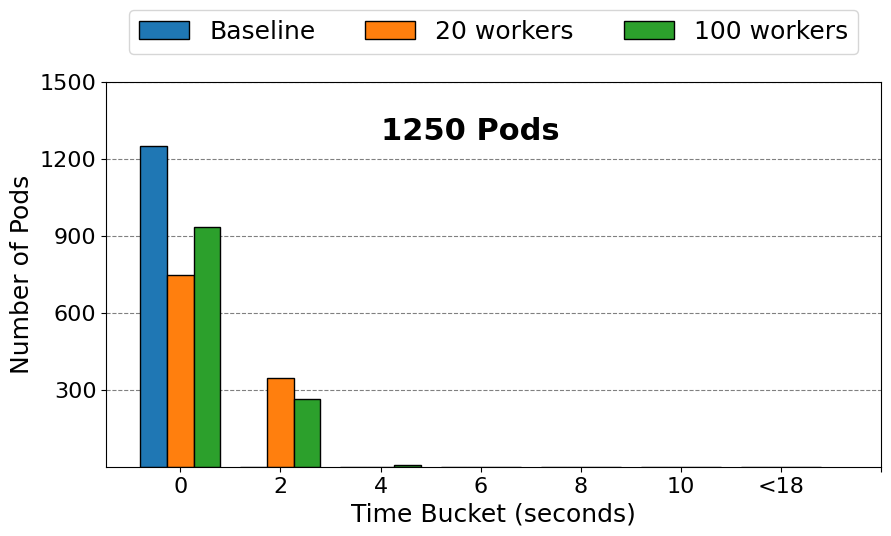 Baseline 20 workers 100 workers
1250 Pods
Number of Pods
1500
1200
900
600
300
0 2 4 6 8 10 <18
Time Bucket (seconds)